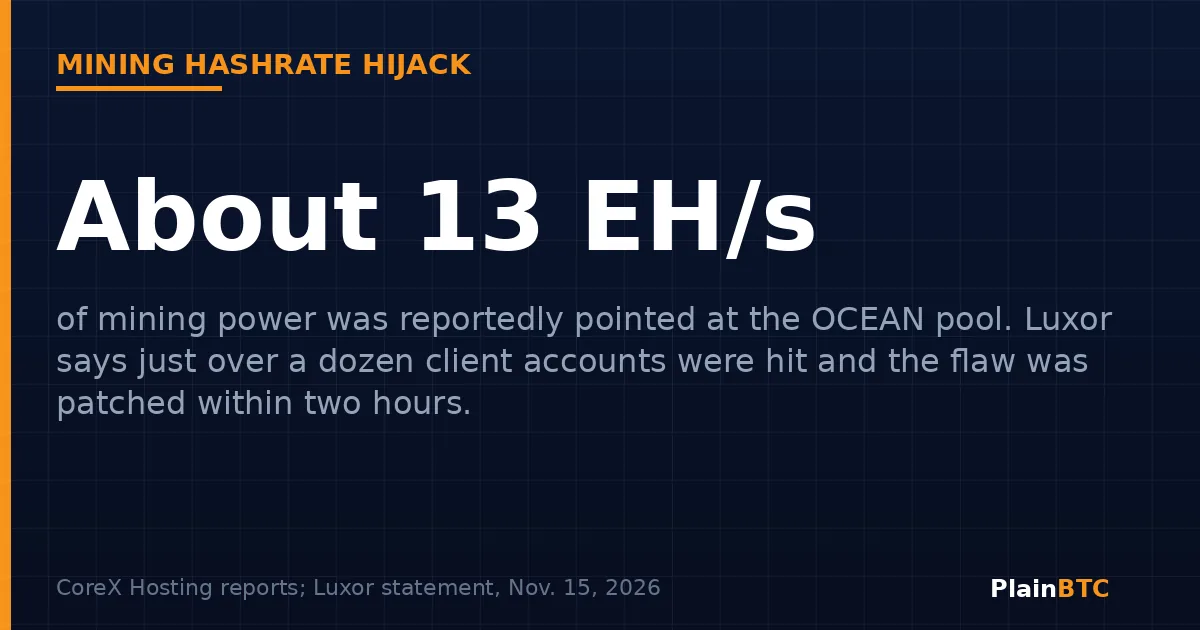 MINING HASHRATE HIJACK
About 13 EH/s
of mining power was reportedly pointed at the OCEAN pool. Luxor
says just over a dozen client accounts were hit and the flaw was
patched within two hours.
CoreX Hosting reports; Luxor statement, Nov. 15, 2026
PlainBTC